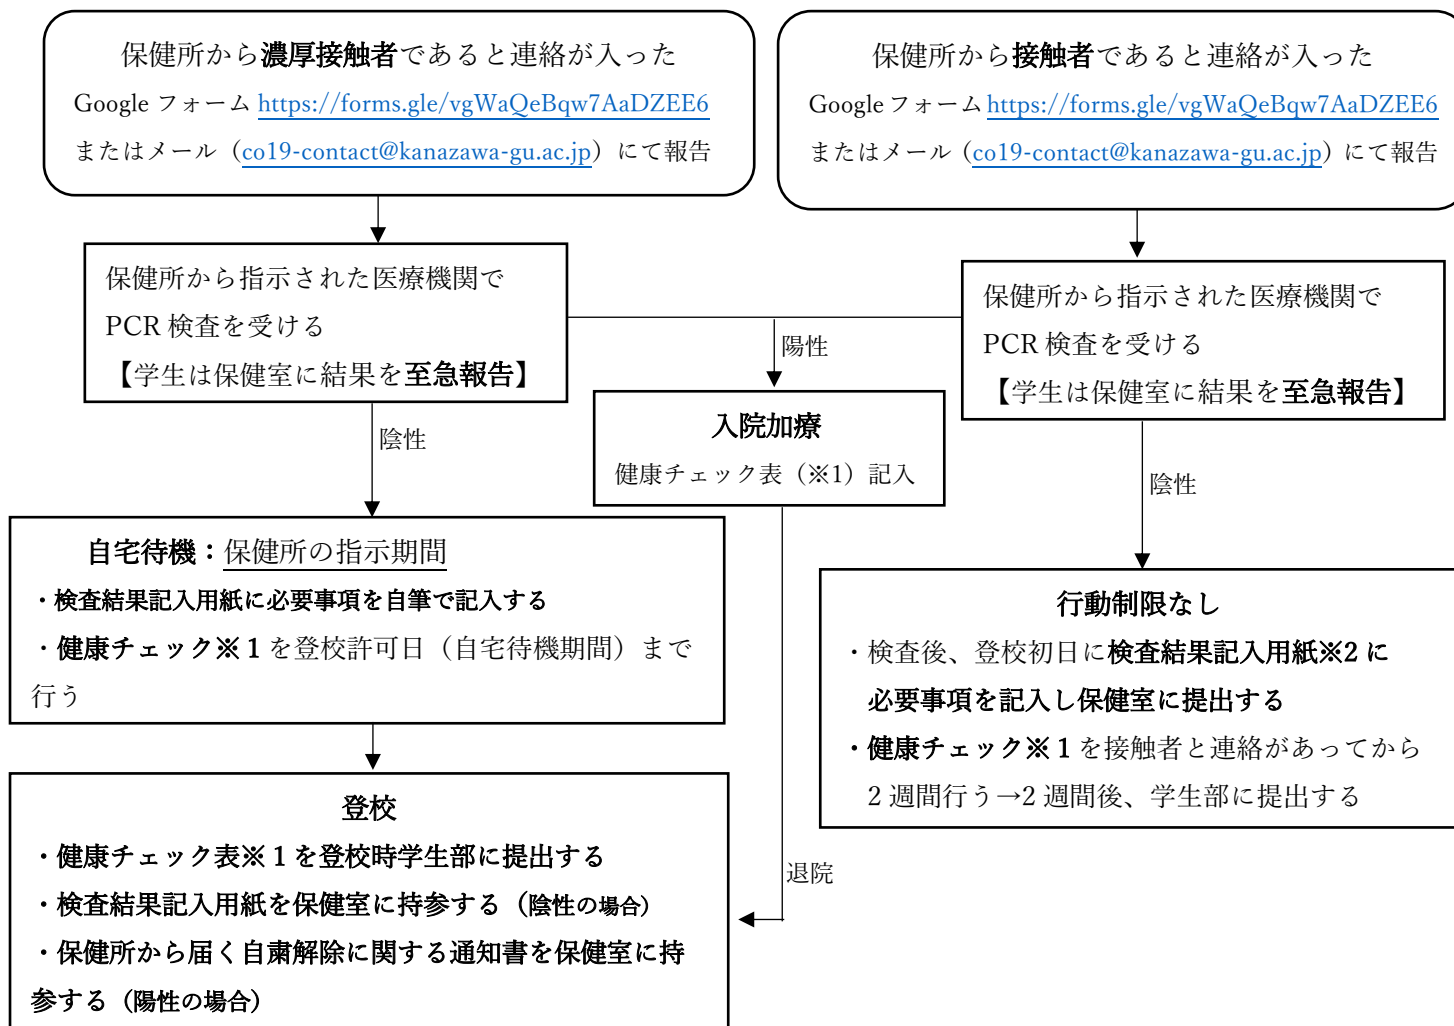 保健所から濃厚接触者であると連絡が入った
Google フォーム https://forms.gle/vgWaQeBqw7AaDZEE6
またはメール（co19-contact@kanazawa-gu.ac.jp）にて報告
保健所から接触者であると連絡が入った
Google フォーム https://forms.gle/vgWaQeBqw7AaDZEE6
またはメール（co19-contact@kanazawa-gu.ac.jp）にて報告
保健所から指示された医療機関で
PCR 検査を受ける
【学生は保健室に結果を至急報告】
保健所から指示された医療機関で
PCR 検査を受ける
【学生は保健室に結果を至急報告】
陽性
入院加療
健康チェック表（※1）記入
陰性
陰性
自宅待機：保健所の指示期間
・検査結果記入用紙に必要事項を自筆で記入する
・健康チェック※１を登校許可日（自宅待機期間）まで
行う
行動制限なし
・検査後、登校初日に検査結果記入用紙※2 に
必要事項を記入し保健室に提出する
・健康チェック※１を接触者と連絡があってから
2 週間行う→2 週間後、学生部に提出する
退院
登校
・健康チェック表※１を登校時学生部に提出する
・検査結果記入用紙を保健室に持参する（陰性の場合）
・保健所から届く自粛解除に関する通知書を保健室に持
参する（陽性の場合）